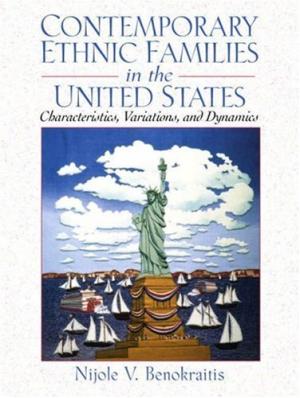 CONTEMPORARY
ETHNIC FAMILIES
in the
UNITED STATES
Characteristics, Variations, and Dynamics
Nijole V. Benokraitis